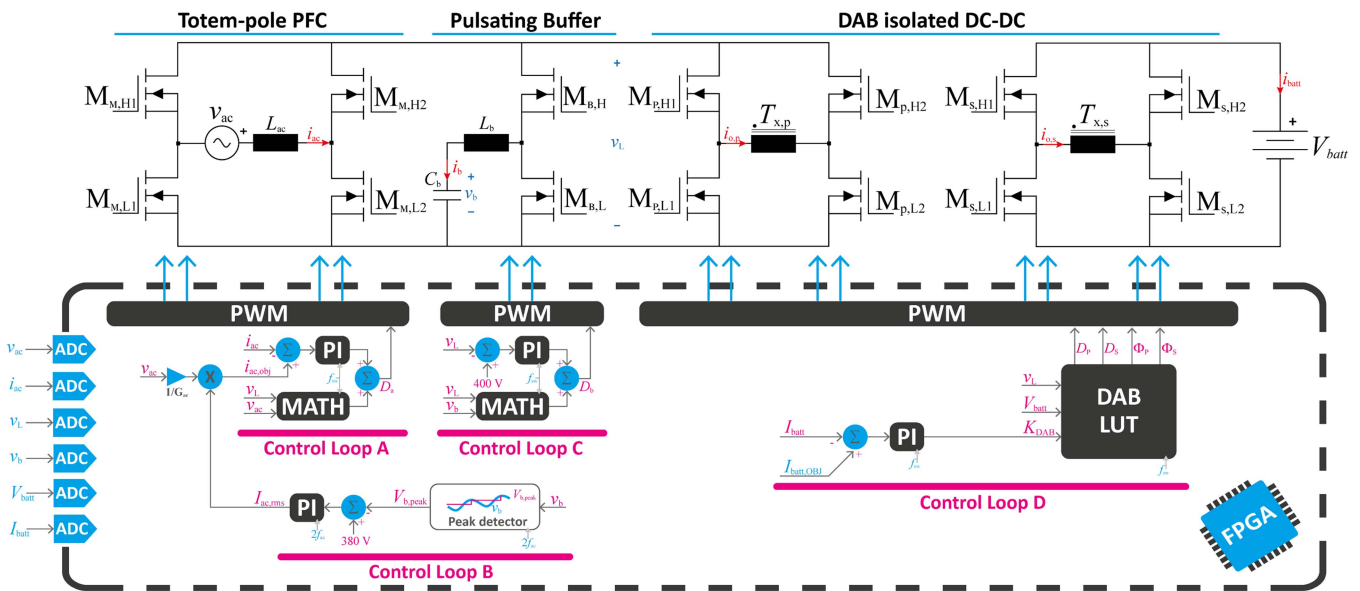 Totem-pole PFC
Pulsating Buffer
DAB isolated DC-DC
M_M,H1
M_M,H2
v_ac
+
L_ac
i_ac
M_M,L1
M_M,L2
M_B,H
L_b
i_b
C_b
+
v_b
−
M_B,L
+
v_L
−
M_P,H1
M_p,H2
i_o,p
T_x,p
M_P,L1
M_p,L2
M_s,H1
M_s,H2
i_o,s
T_x,s
M_s,L1
M_s,L2
i_batt
+
V_batt
PWM
PWM
PWM
v_ac ADC
i_ac ADC
v_L ADC
v_b ADC
V_batt ADC
I_batt ADC
v_ac
1/G_ac
X
i_ac
i_ac,obj
-
Σ
+
PI
f_sw
v_L
v_ac
MATH
+
Σ
+
D_a
Control Loop A
v_L
-
Σ
+
400 V
PI
f_sw
v_L
v_b
MATH
+
Σ
+
D_b
Control Loop C
I_ac,rms
PI
2f_ac
Σ
-
+
380 V
V_b,peak
V_b,peak
v_b
Peak detector
2f_ac
v_b
Control Loop B
I_batt
-
Σ
+
I_batt,OBJ
PI
f_sw
v_L
V_batt
K_DAB
D_P
D_S
Φ_P
Φ_S
DAB
LUT
f_sw
Control Loop D
FPGA